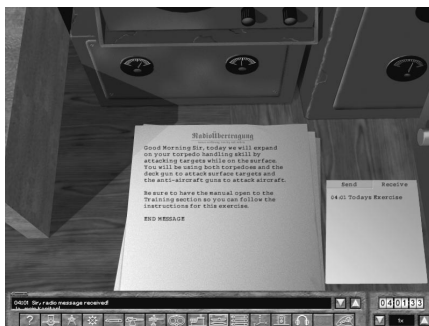 Radioübertragung
Good Morning Sir, today we will expand
on your torpedo handling skill by
attacking targets while on the surface.
You will be using both torpedoes and the
deck gun to attack surface targets and
the anti-aircraft guns to attack aircraft.
Be sure to have the manual open to the
Training section so you can follow the
instructions for this exercise.
END MESSAGE
Send Receive
04:01 Todays Exercise
04:01 Sir, radio message received!
04:01:33
1x
?